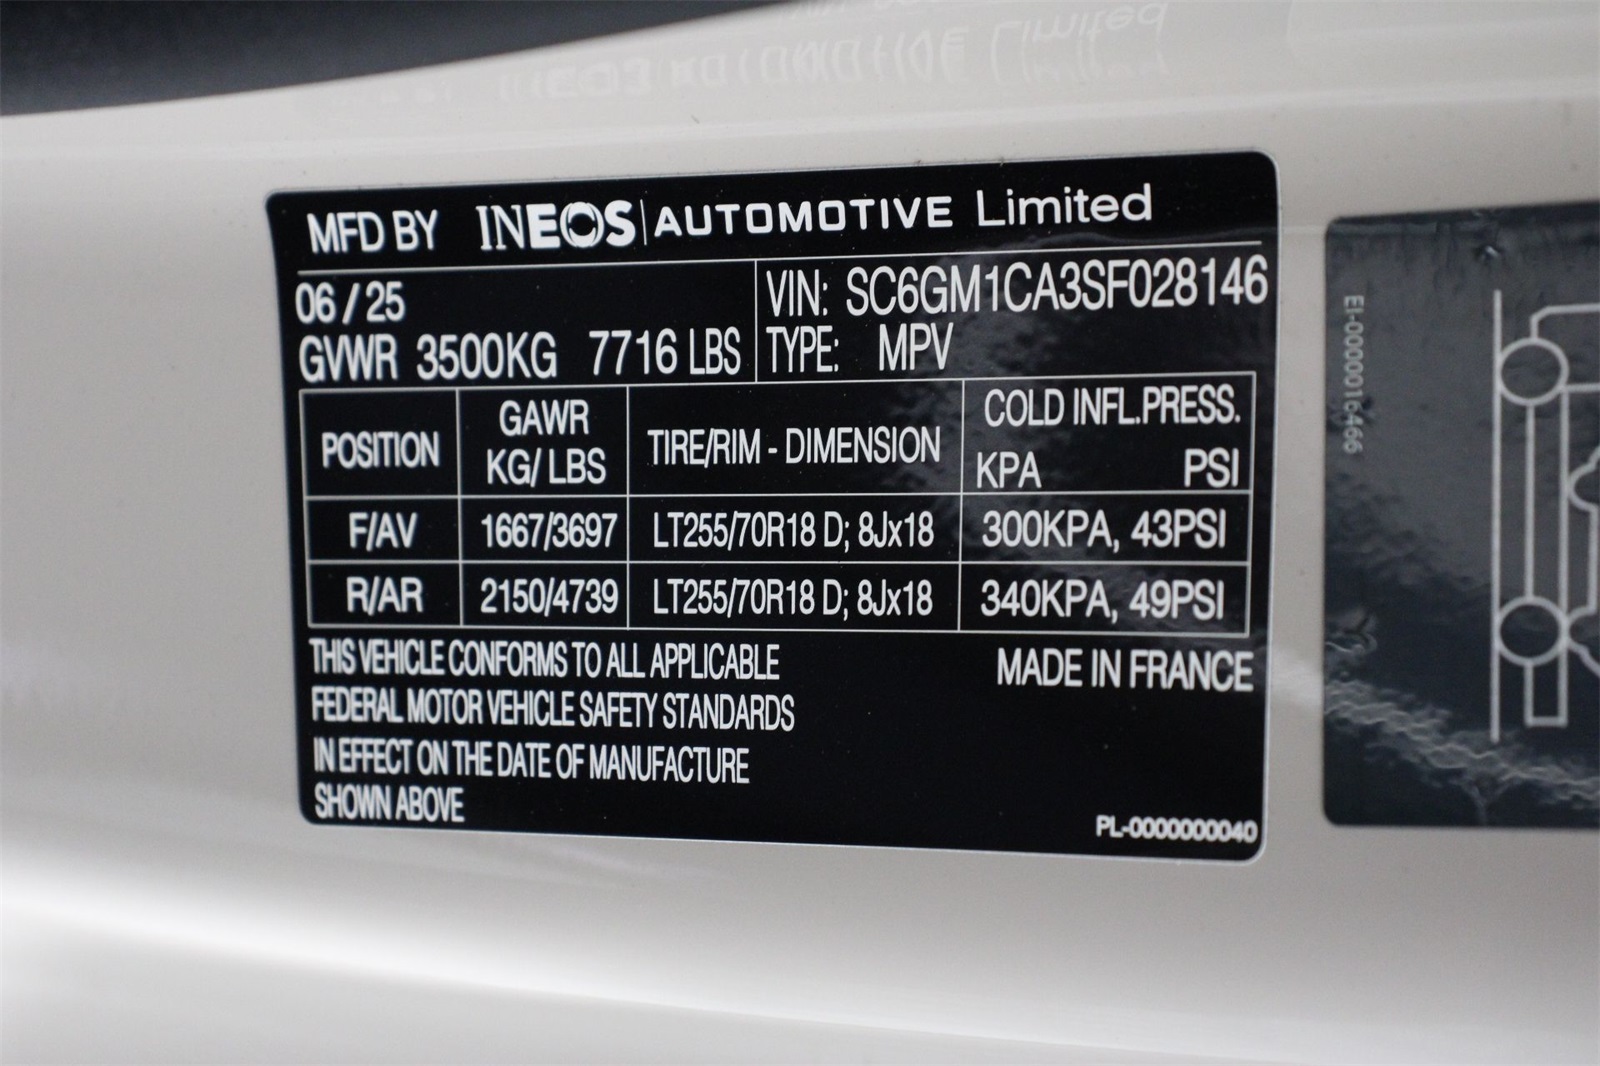 MFD BY INEOS | AUTOMOTIVE Limited
06 / 25
GVWR 3500KG 7716 LBS
VIN: SC6GM1CA3SF028146
TYPE: MPV
POSITION GAWR KG/ LBS TIRE/RIM - DIMENSION COLD INFL.PRESS. KPA PSI
F/AV 1667/3697 LT255/70R18 D; 8Jx18 300KPA, 43PSI
R/AR 2150/4739 LT255/70R18 D; 8Jx18 340KPA, 49PSI
THIS VEHICLE CONFORMS TO ALL APPLICABLE
FEDERAL MOTOR VEHICLE SAFETY STANDARDS
IN EFFECT ON THE DATE OF MANUFACTURE
SHOWN ABOVE
MADE IN FRANCE
PL-0000000040
EI-0000016466